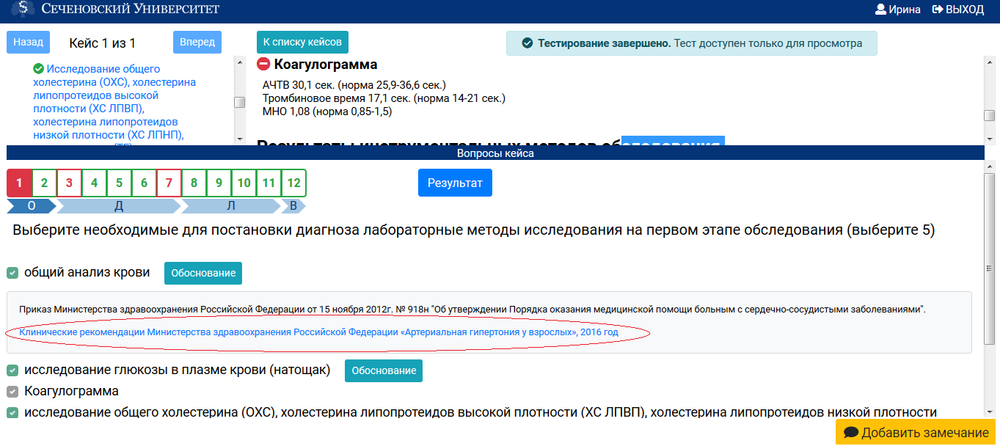 Сеченовский Университет
Ирина
ВЫХОД
Назад
Кейс 1 из 1
Вперед
К списку кейсов
Тестирование завершено. Тест доступен только для просмотра
Исследование общего
холестерина (ОХС), холестерина
липопротеидов высокой
плотности (ХС ЛПВП),
холестерина липопротеидов
низкой плотности (ХС ЛПНП),
Коагулограмма
АЧТВ 30,1 сек. (норма 25,9-36,6 сек.)
Тромбиновое время 17,1 сек. (норма 14-21 сек.)
МНО 1,08 (норма 0,85-1,5)
Результаты инструментальных методов обследования
Вопросы кейса
1 2 3 4 5 6 7 8 9 10 11 12
Результат
О Д Л В
Выберите необходимые для постановки диагноза лабораторные методы исследования на первом этапе обследования (выберите 5)
общий анализ крови
Обоснование
Приказ Министерства здравоохранения Российской Федерации от 15 ноября 2012г. № 918н "Об утверждении Порядка оказания медицинской помощи больным с сердечно-сосудистыми заболеваниями".
Клинические рекомендации Министерства здравоохранения Российской Федерации «Артериальная гипертония у взрослых», 2016 год
исследование глюкозы в плазме крови (натощак)
Обоснование
Коагулограмма
исследование общего холестерина (ОХС), холестерина липопротеидов высокой плотности (ХС ЛПВП), холестерина липопротеидов низкой плотности
Добавить замечание